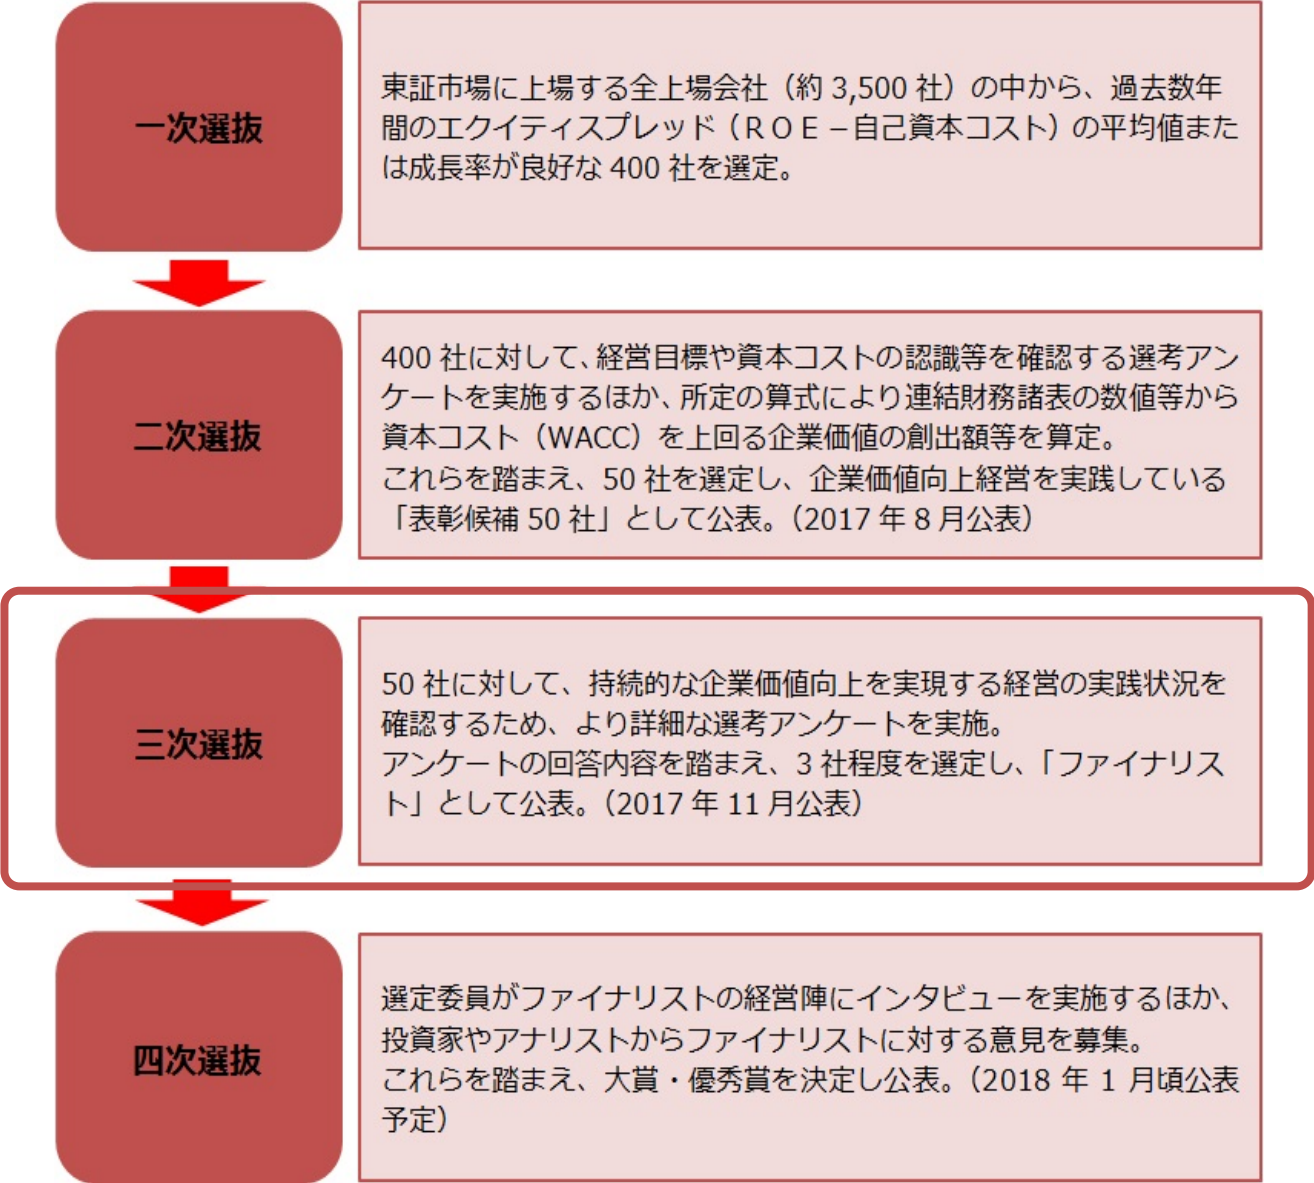 一次選抜
東証市場に上場する全上場会社（約 3,500 社）の中から、過去数年
間のエクイティスプレッド（ＲＯＥ－自己資本コスト）の平均値また
は成長率が良好な 400 社を選定。
二次選抜
400 社に対して、経営目標や資本コストの認識等を確認する選考アン
ケートを実施するほか、所定の算式により連結財務諸表の数値等から
資本コスト（WACC）を上回る企業価値の創出額等を算定。
これらを踏まえ、50 社を選定し、企業価値向上経営を実践している
「表彰候補 50 社」として公表。（2017 年 8 月公表）
三次選抜
50 社に対して、持続的な企業価値向上を実現する経営の実践状況を
確認するため、より詳細な選考アンケートを実施。
アンケートの回答内容を踏まえ、3 社程度を選定し、「ファイナリス
ト」として公表。（2017 年 11 月公表）
四次選抜
選定委員がファイナリストの経営陣にインタビューを実施するほか、
投資家やアナリストからファイナリストに対する意見を募集。
これらを踏まえ、大賞・優秀賞を決定し公表。（2018 年 1 月頃公表
予定）